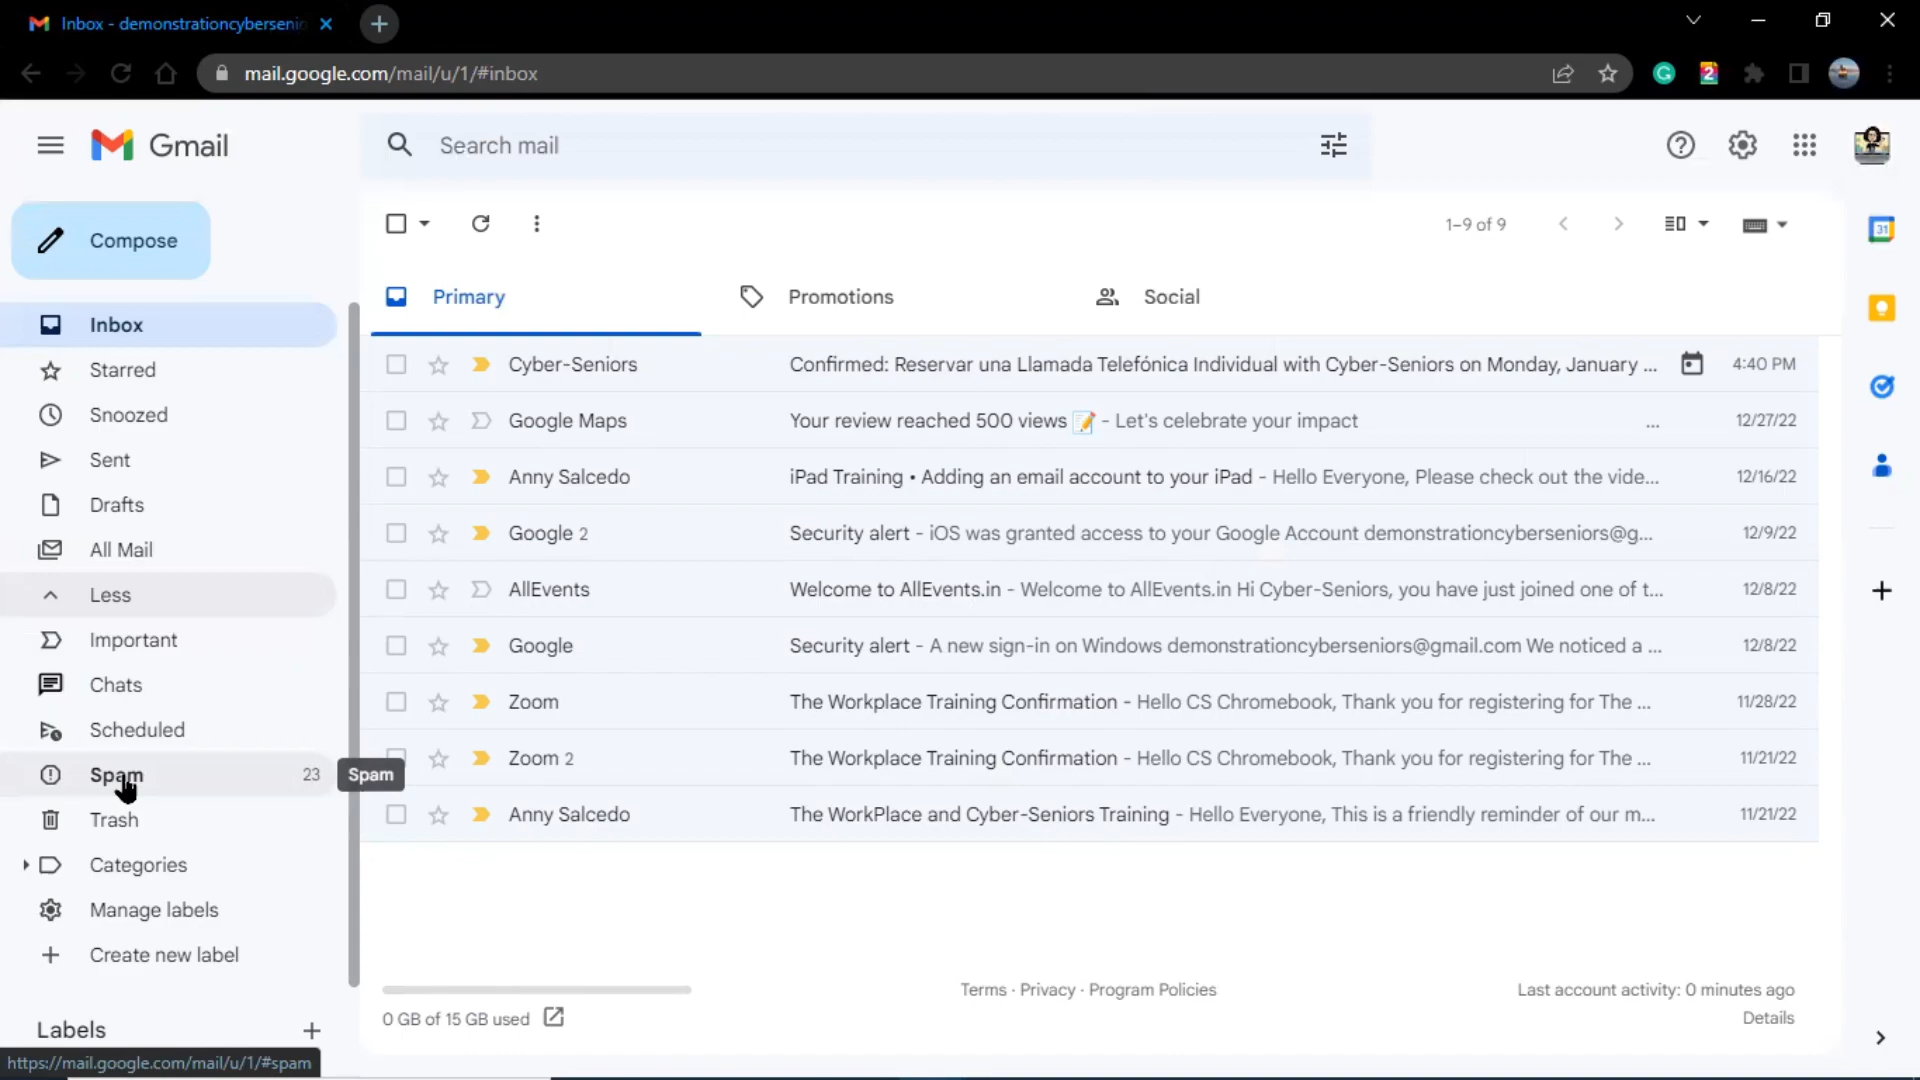 Inbox - demonstrationcybersenio
mail.google.com/mail/u/1/#inbox
Gmail
Search mail
Compose
1–9 of 9
31
Primary
Promotions
Social
Inbox
Starred
Snoozed
Sent
Drafts
All Mail
Less
Important
Chats
Scheduled
Spam 23
Spam
Trash
Categories
Manage labels
Create new label
Labels
Cyber-Seniors Confirmed: Reservar una Llamada Telefónica Individual with Cyber-Seniors on Monday, January ... 4:40 PM
Google Maps Your review reached 500 views 📝 - Let's celebrate your impact ... 12/27/22
Anny Salcedo iPad Training • Adding an email account to your iPad - Hello Everyone, Please check out the vide... 12/16/22
Google 2 Security alert - iOS was granted access to your Google Account demonstrationcyberseniors@g... 12/9/22
AllEvents Welcome to AllEvents.in - Welcome to AllEvents.in Hi Cyber-Seniors, you have just joined one of t... 12/8/22
Google Security alert - A new sign-in on Windows demonstrationcyberseniors@gmail.com We noticed a ... 12/8/22
Zoom The Workplace Training Confirmation - Hello CS Chromebook, Thank you for registering for The ... 11/28/22
Zoom 2 The Workplace Training Confirmation - Hello CS Chromebook, Thank you for registering for The ... 11/21/22
Anny Salcedo The WorkPlace and Cyber-Seniors Training - Hello Everyone, This is a friendly reminder of our m... 11/21/22
0 GB of 15 GB used
Terms · Privacy · Program Policies
Last account activity: 0 minutes ago
Details
https://mail.google.com/mail/u/1/#spam